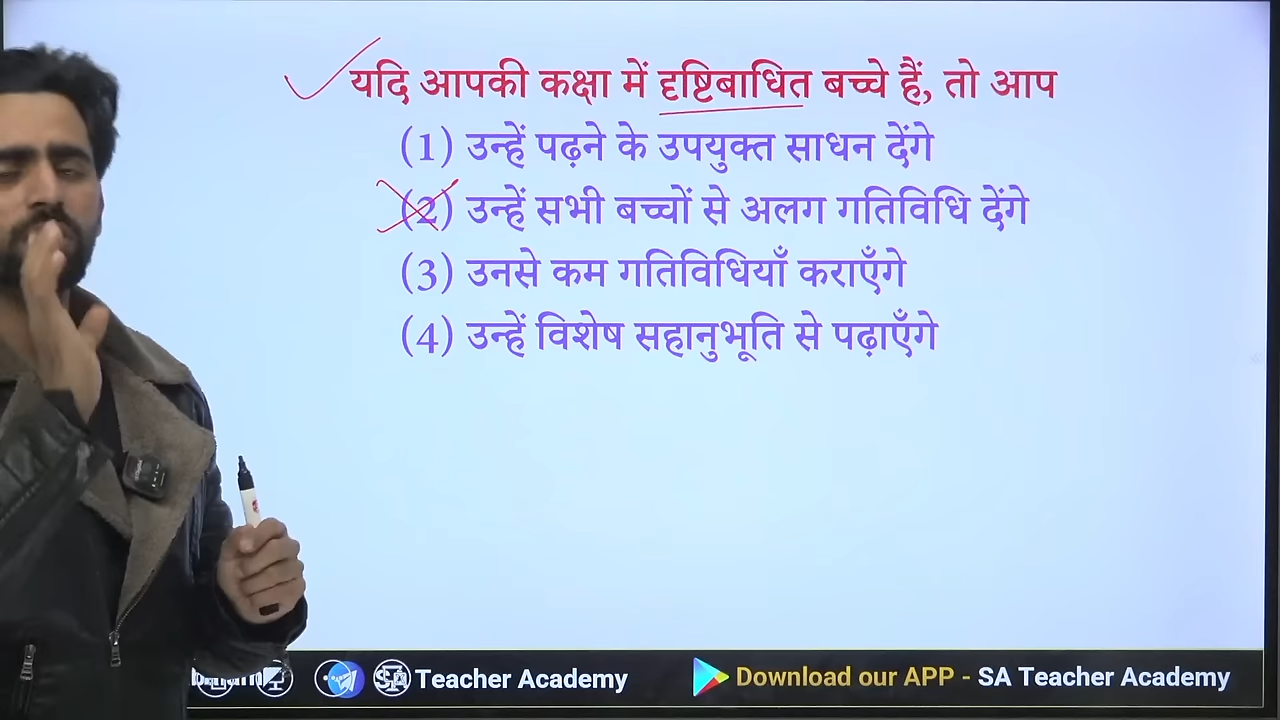 यदि आपकी कक्षा में दृष्टिबाधित बच्चे हैं, तो आप
(1) उन्हें पढ़ने के उपयुक्त साधन देंगे
(2) उन्हें सभी बच्चों से अलग गतिविधि देंगे
(3) उनसे कम गतिविधियाँ कराएँगे
(4) उन्हें विशेष सहानुभूति से पढ़ाएँगे
Teacher Academy
Download our APP - SA Teacher Academy